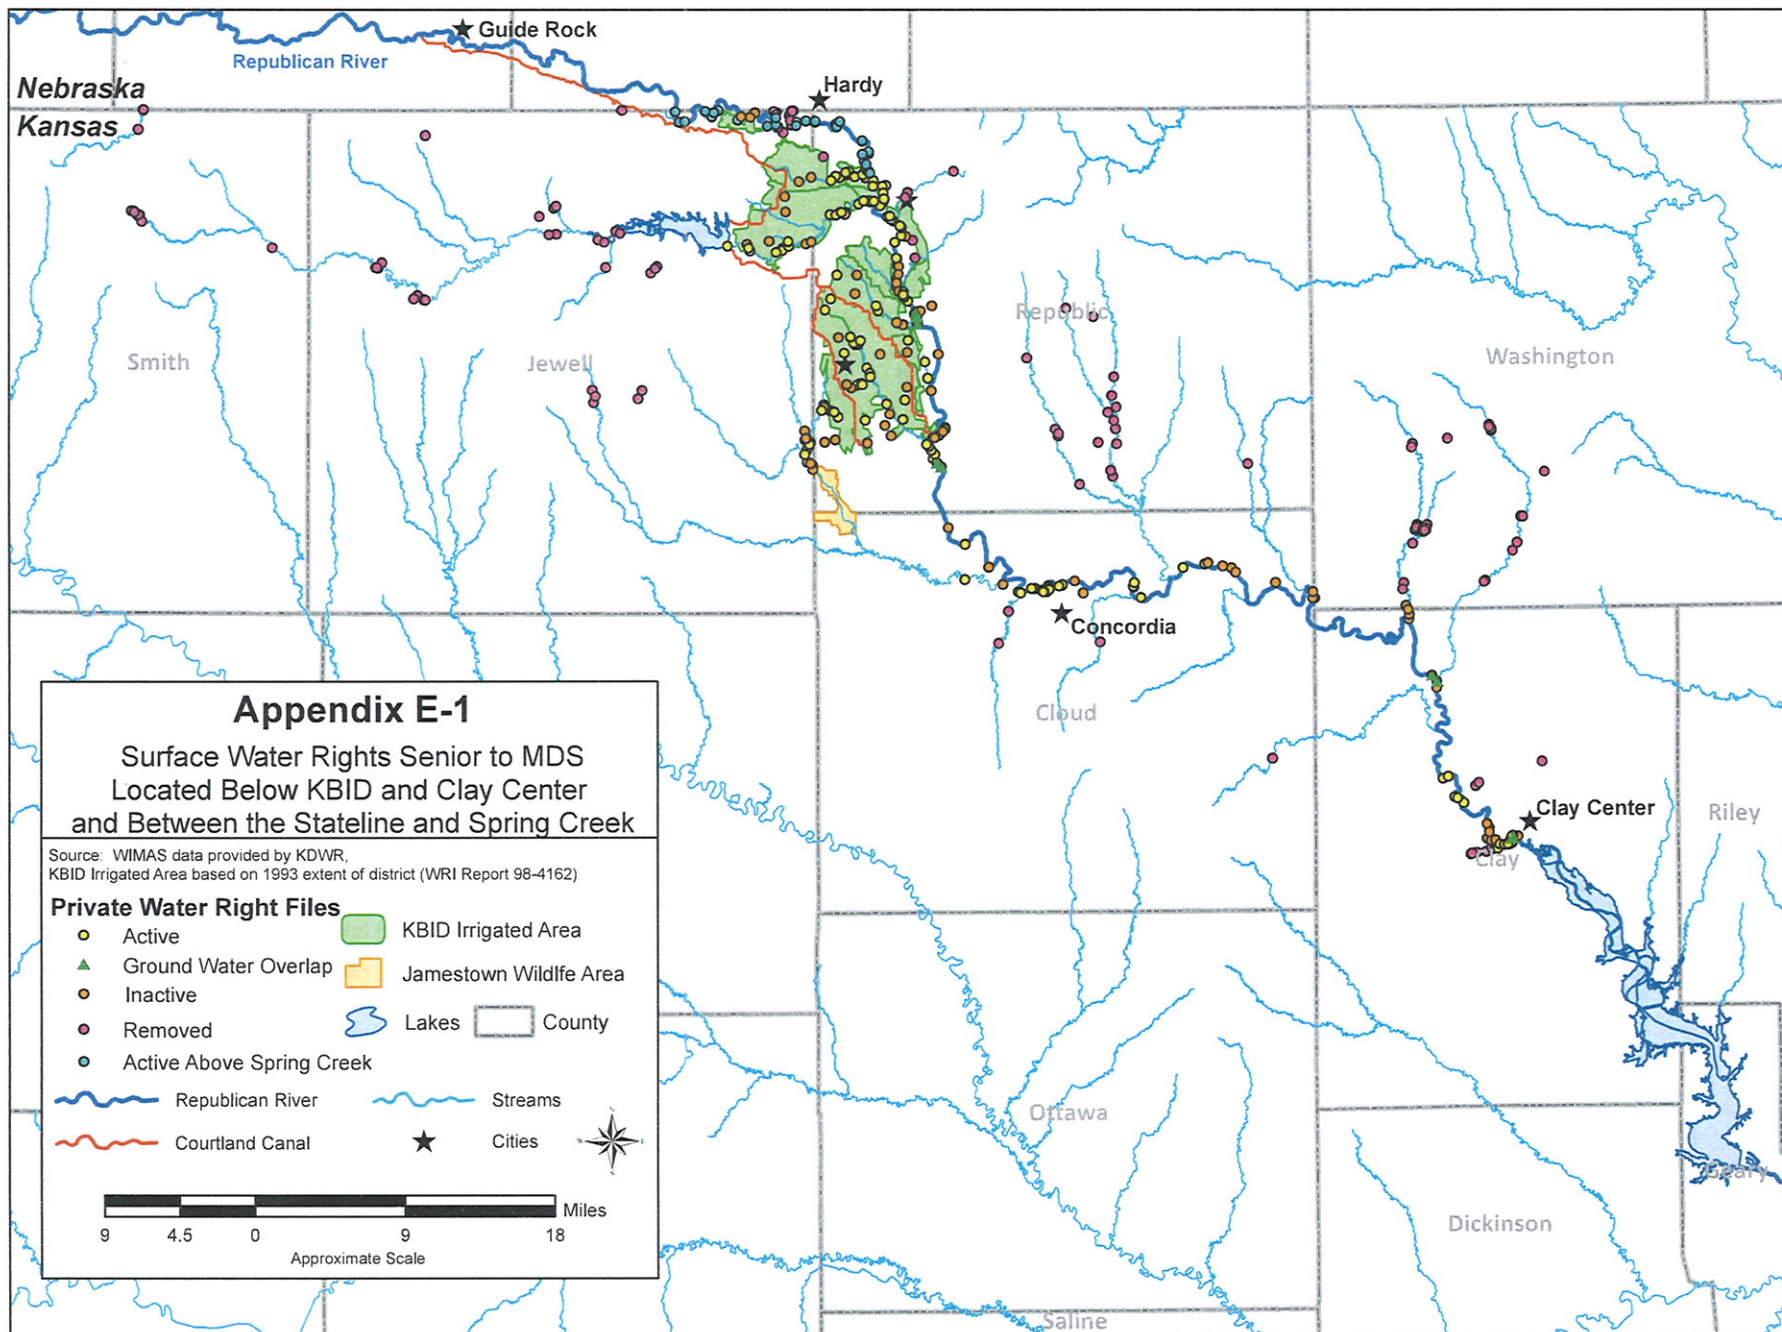 Guide Rock
Republican River
Nebraska
Hardy
Kansas
Republic
Smith
Jewell
Washington
Concordia
Cloud
Clay Center
Riley
Clay
Ottawa
Geary
Dickinson
Saline
Appendix E-1
Surface Water Rights Senior to MDS
Located Below KBID and Clay Center
and Between the Stateline and Spring Creek
Source: WIMAS data provided by KDWR,
KBID Irrigated Area based on 1993 extent of district (WRI Report 98-4162)
Private Water Right Files
Active
Ground Water Overlap
Inactive
Removed
Active Above Spring Creek
KBID Irrigated Area
Jamestown Wildlfe Area
Lakes
County
Republican River
Streams
Courtland Canal
Cities
Miles
9 4.5 0 9 18
Approximate Scale